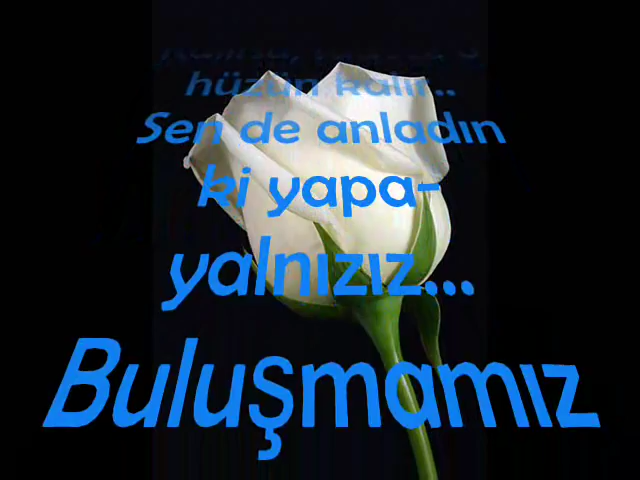 hüzün kalır..
Sen de anladın
ki yapa-
yalnızız...
Buluşmamız